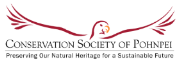 CONSERVATION SOCIETY OF POHNPEI
Preserving Our Natural Heritage for a Sustainable Future